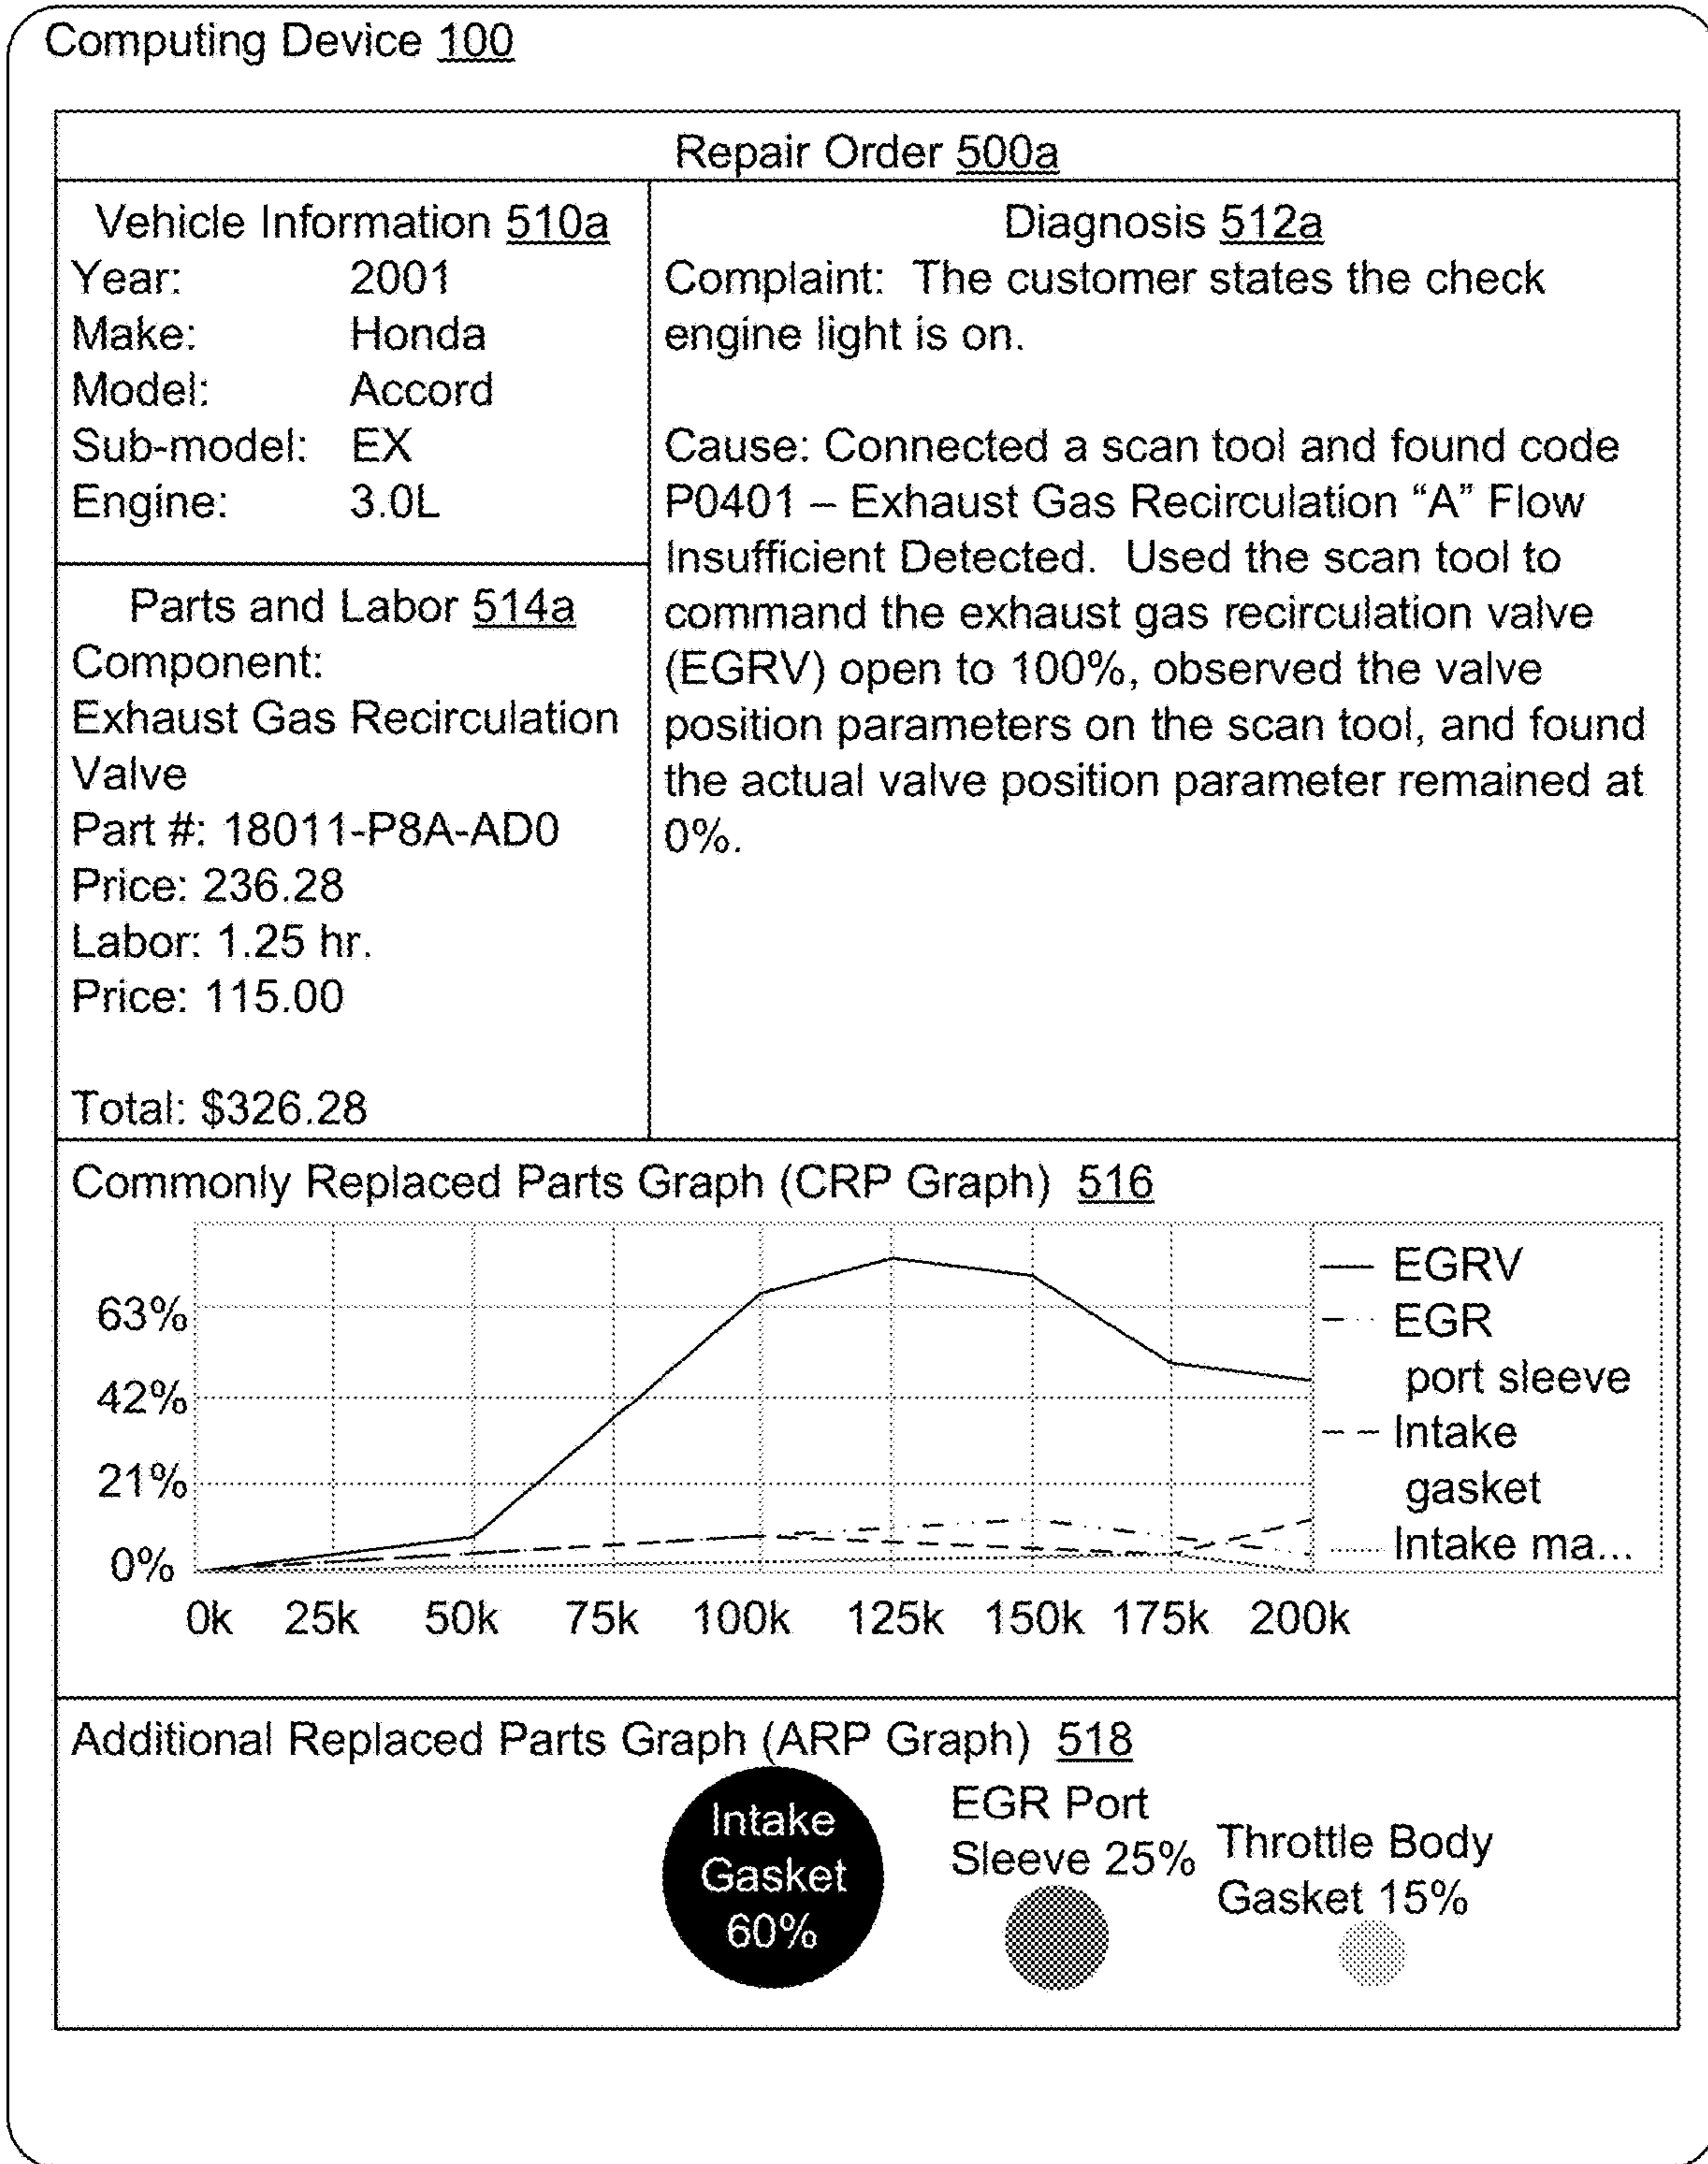 Computing Device 100
Repair Order 500a
Vehicle Information 510a
Year: 2001
Make: Honda
Model: Accord
Sub-model: EX
Engine: 3.0L
Parts and Labor 514a
Component:
Exhaust Gas Recirculation
Valve
Part #: 18011-P8A-AD0
Price: 236.28
Labor: 1.25 hr.
Price: 115.00
Total: $326.28
Diagnosis 512a
Complaint: The customer states the check
engine light is on.
Cause: Connected a scan tool and found code
P0401 – Exhaust Gas Recirculation “A” Flow
Insufficient Detected. Used the scan tool to
command the exhaust gas recirculation valve
(EGRV) open to 100%, observed the valve
position parameters on the scan tool, and found
the actual valve position parameter remained at
0%.
Commonly Replaced Parts Graph (CRP Graph) 516
63%
42%
21%
0%
0k 25k 50k 75k 100k 125k 150k 175k 200k
EGRV
EGR
port sleeve
Intake
gasket
Intake ma...
Additional Replaced Parts Graph (ARP Graph) 518
Intake
Gasket
60%
EGR Port
Sleeve 25%
Throttle Body
Gasket 15%